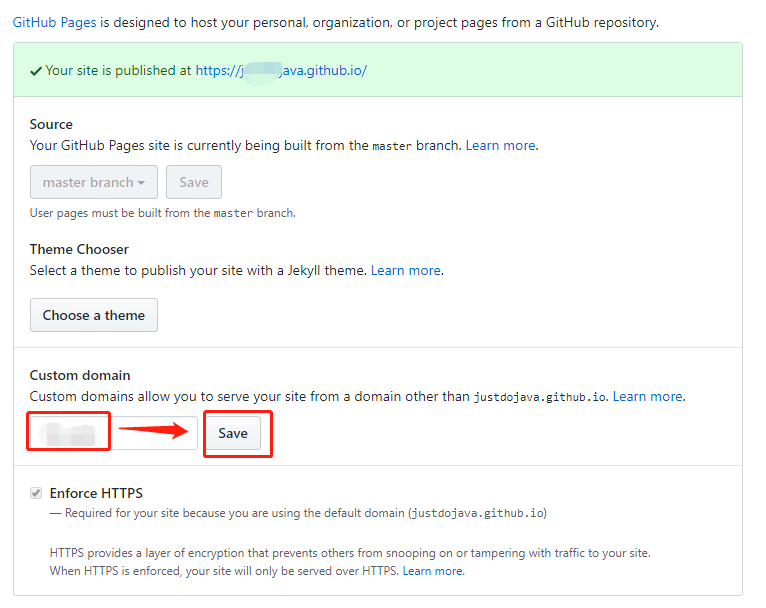 GitHub Pages is designed to host your personal, organization, or project pages from a GitHub repository.
Your site is published at https://j java.github.io/
Source
Your GitHub Pages site is currently being built from the master branch. Learn more.
master branch Save
User pages must be built from the master branch.
Theme Chooser
Select a theme to publish your site with a Jekyll theme. Learn more.
Choose a theme
Custom domain
Custom domains allow you to serve your site from a domain other than justdojava.github.io. Learn more.
Save
Enforce HTTPS
— Required for your site because you are using the default domain (justdojava.github.io)
HTTPS provides a layer of encryption that prevents others from snooping on or tampering with traffic to your site.
When HTTPS is enforced, your site will only be served over HTTPS. Learn more.